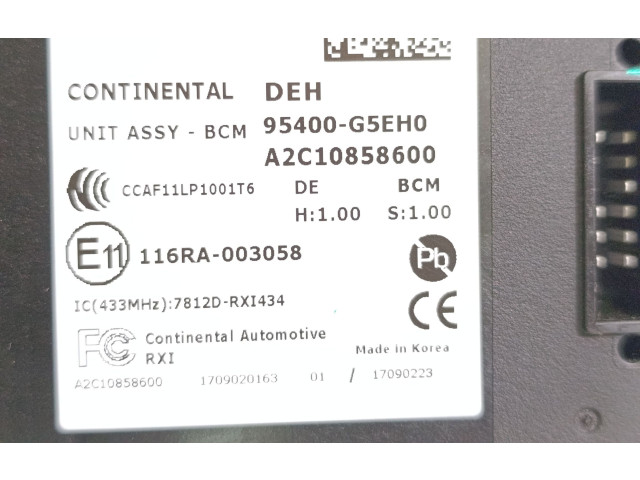 CONTINENTAL DEH
UNIT ASSY - BCM 95400-G5EH0
A2C10858600
CCAF11LP1001T6 DE BCM
H:1.00 S:1.00
E11 116RA-003058 Pb
IC(433MHz):7812D-RXI434
CE
FC Continental Automotive
RXI
Made in Korea
A2C10858600 1709020163 01 / 17090223